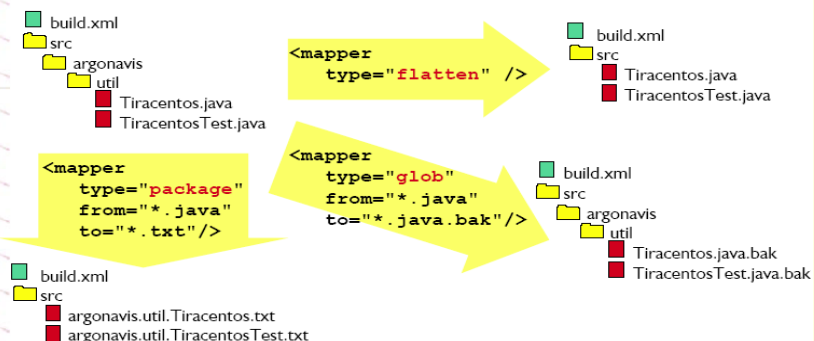 build.xml
src
argonavis
util
Tiracentos.java
TiracentosTest.java
<mapper
type="flatten" />
build.xml
src
Tiracentos.java
TiracentosTest.java
<mapper
type="package"
from="*.java"
to="*.txt"/>
<mapper
type="glob"
from="*.java"
to="*.java.bak"/>
build.xml
src
argonavis
util
Tiracentos.java.bak
TiracentosTest.java.bak
build.xml
src
argonavis.util.Tiracentos.txt
argonavis.util.TiracentosTest.txt